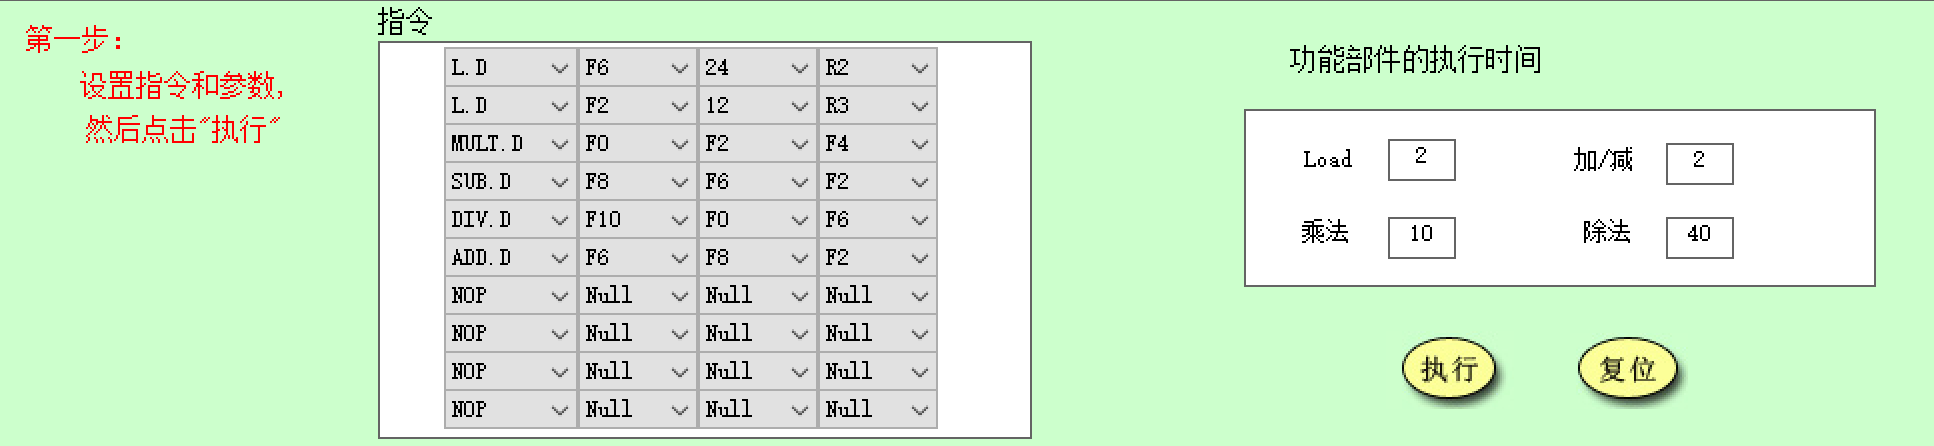 第一步：
设置指令和参数，
然后点击"执行"
指令
L.D F6 24 R2
L.D F2 12 R3
MULT.D F0 F2 F4
SUB.D F8 F6 F2
DIV.D F10 F0 F6
ADD.D F6 F8 F2
NOP Null Null Null
NOP Null Null Null
NOP Null Null Null
NOP Null Null Null
功能部件的执行时间
Load 2 加/减 2
乘法 10 除法 40
执行 复位